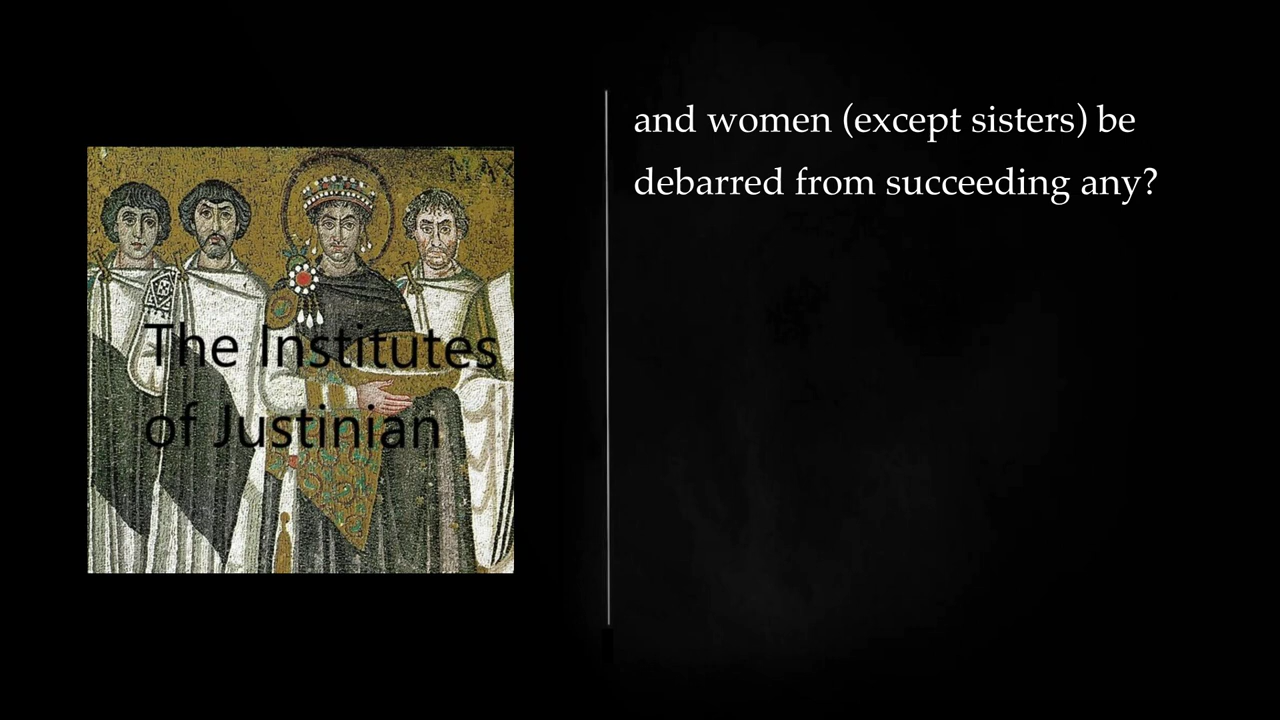 and women (except sisters) be
debarred from succeeding any?
The Institutes
of Justinian